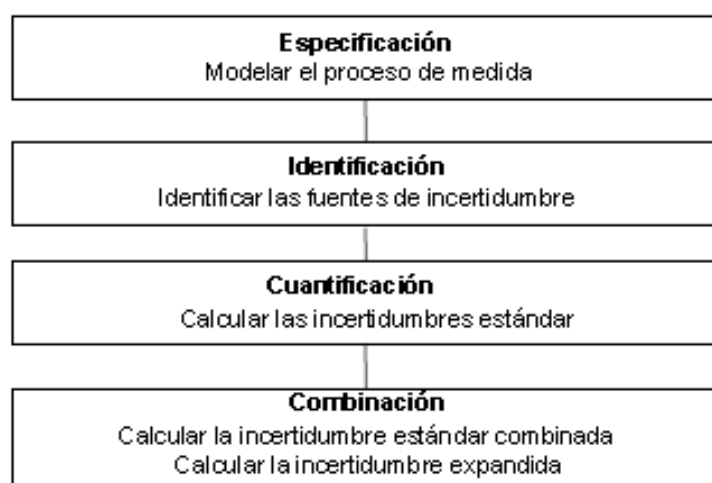 Especificación
Modelar el proceso de medida
Identificación
Identificar las fuentes de incertidumbre
Cuantificación
Calcular las incertidumbres estándar
Combinación
Calcular la incertidumbre estándar combinada
Calcular la incertidumbre expandida